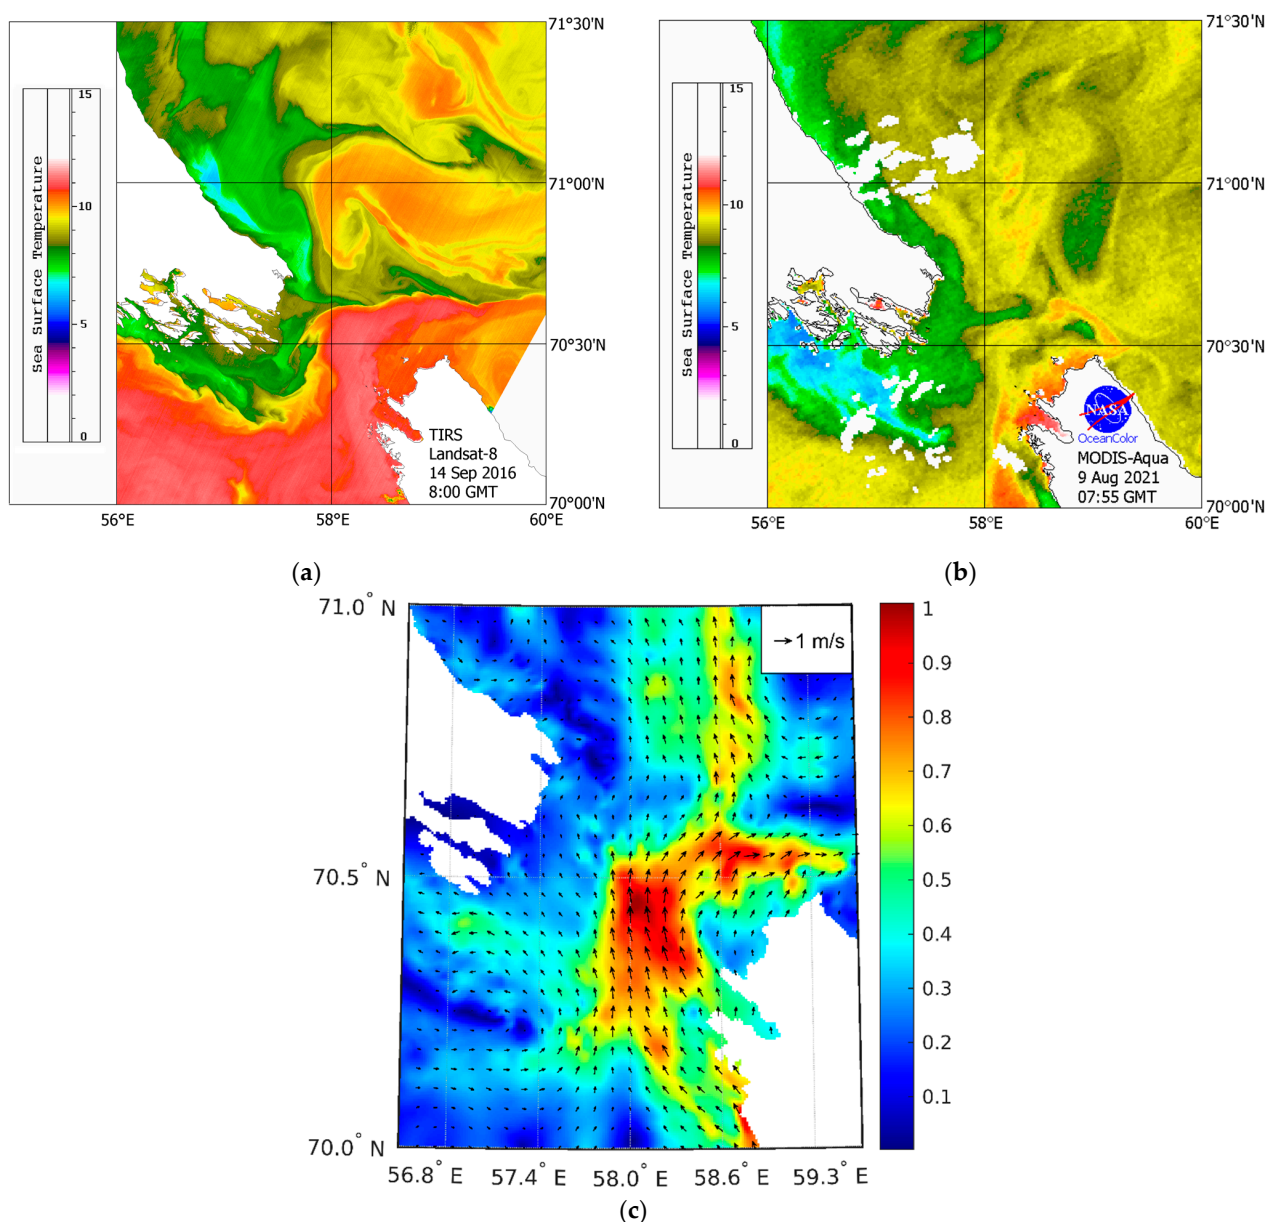 71°30'N
71°00'N
70°30'N
70°00'N
56°E
58°E
60°E
15
10
5
0
Sea Surface Temperature
TIRS
Landsat-8
14 Sep 2016
8:00 GMT
(a)
71°30'N
71°00'N
70°30'N
70°00'N
56°E
58°E
60°E
15
10
5
0
Sea Surface Temperature
NASA
OceanColor
MODIS-Aqua
9 Aug 2021
07:55 GMT
(b)
71.0° N
70.5° N
70.0° N
56.8° E
57.4° E
58.0° E
58.6° E
59.3° E
1 m/s
1
0.9
0.8
0.7
0.6
0.5
0.4
0.3
0.2
0.1
(c)